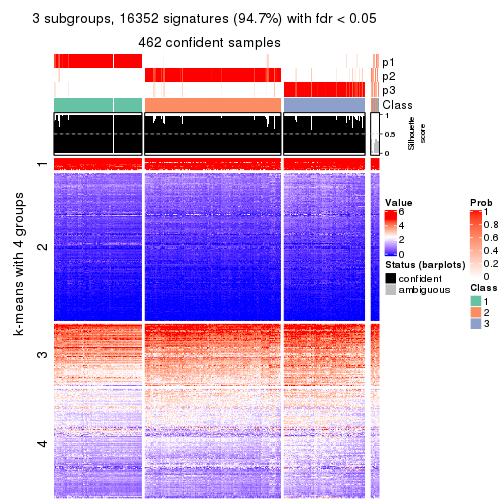 3 subgroups, 16352 signatures (94.7%) with fdr < 0.05
462 confident samples
p1
p2
p3
Class
1
0.5
0
Silhouette
score
k-means with 4 groups
1
2
3
4
Value
6
4
2
0
Status (barplots)
confident
ambiguous
Prob
1
0.8
0.6
0.4
0.2
0
Class
1
2
3